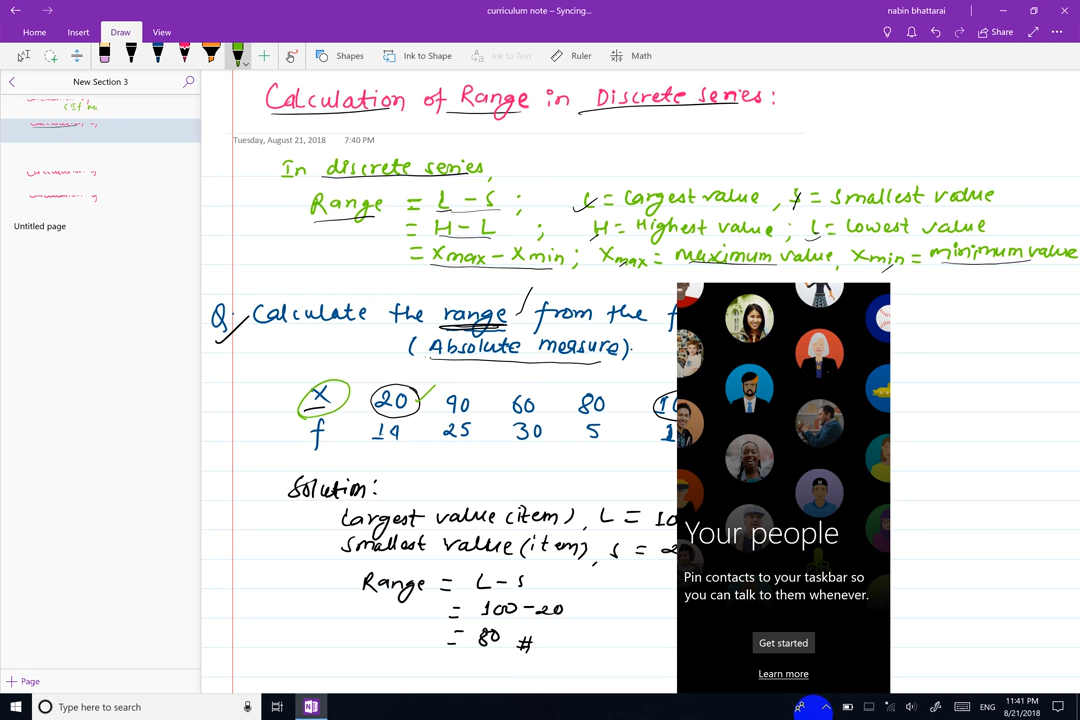 curriculum note - Syncing...
nabin bhattarai
Home Insert Draw View
Share
Shapes Ink to Shape Ink to Text Ruler Math
New Section 3
Calculation of Range in Discrete series:
Tuesday, August 21, 2018 7:40 PM
In discrete series,
Range = L - S ; L = Largest value, S = Smallest value
= H - L ; H = Highest value; L = Lowest value
= Xmax - Xmin; Xmax = maximum value, Xmin = minimum value
Untitled page
Q. Calculate the range from the f
(Absolute measure).
X 20 40 60 80 10
f 14 25 30 5 1
Solution:
Largest value (item), L = 10
Smallest value (item), S = 2
Range = L - S
= 100 - 20
= 80 #
Your people
Pin contacts to your taskbar so
you can talk to them whenever.
Get started
Learn more
+ Page
Type here to search
ENG
11:41 PM
8/21/2018